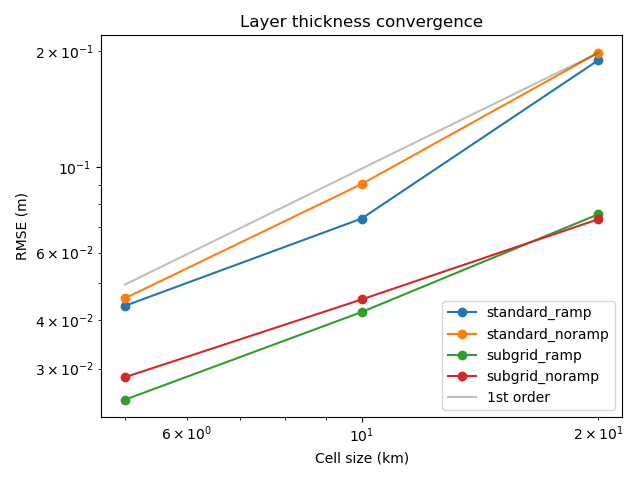 Layer thickness convergence
RMSE (m)
2 × 10⁻¹
10⁻¹
6 × 10⁻²
4 × 10⁻²
3 × 10⁻²
standard_ramp
standard_noramp
subgrid_ramp
subgrid_noramp
1st order
6 × 10⁰
10¹
2 × 10¹
Cell size (km)